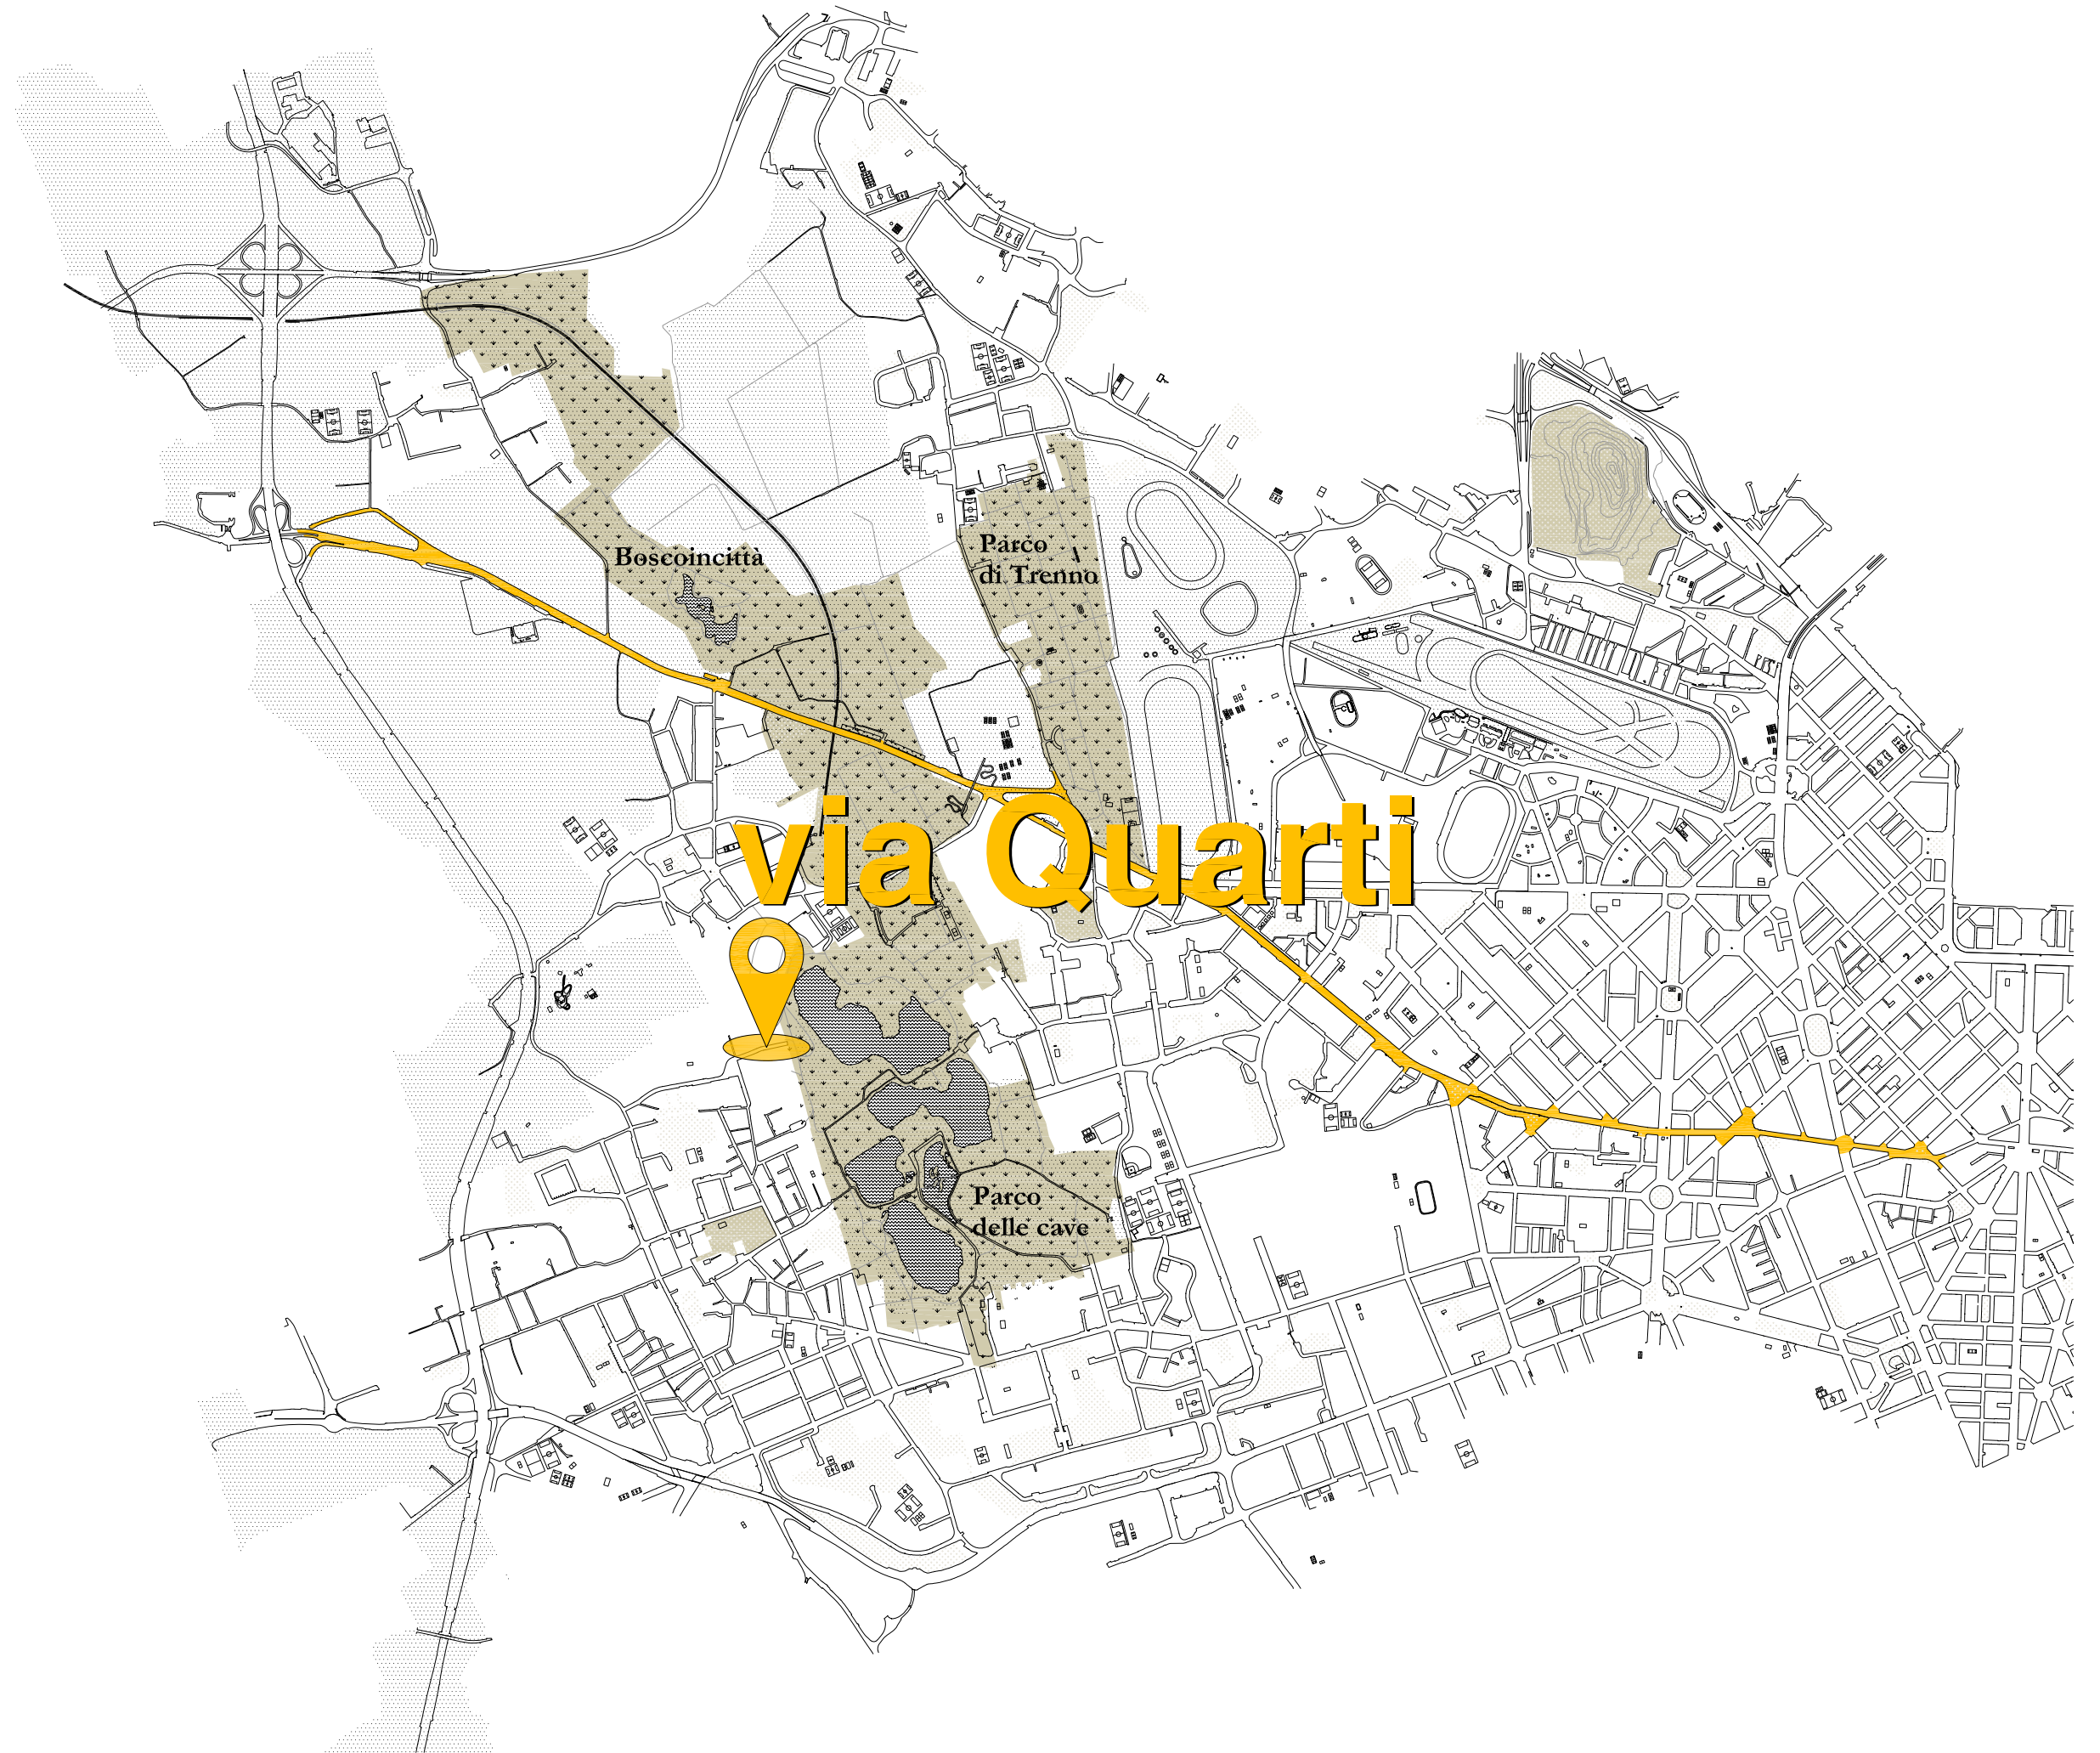 Boscoincittà
Parco
di Trenno
via Quarti
Parco
delle cave